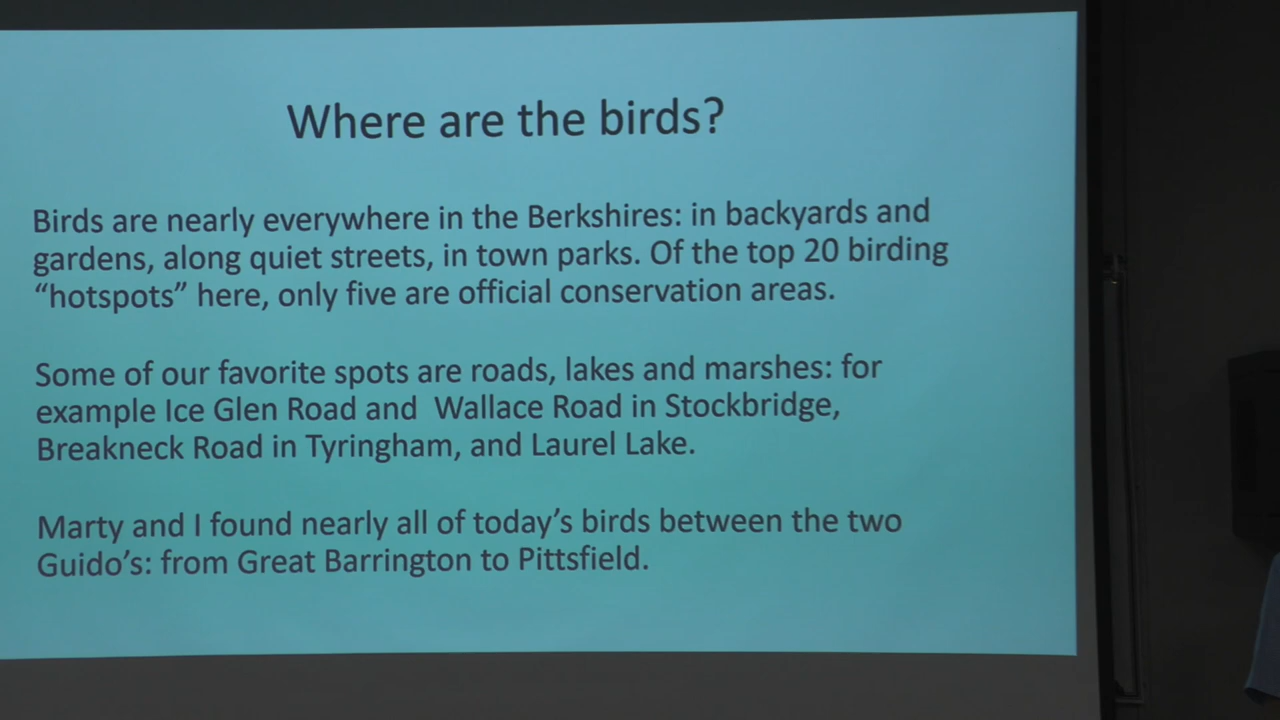 Where are the birds?
Birds are nearly everywhere in the Berkshires: in backyards and
gardens, along quiet streets, in town parks. Of the top 20 birding
“hotspots” here, only five are official conservation areas.
Some of our favorite spots are roads, lakes and marshes: for
example Ice Glen Road and  Wallace Road in Stockbridge,
Breakneck Road in Tyringham, and Laurel Lake.
Marty and I found nearly all of today’s birds between the two
Guido’s: from Great Barrington to Pittsfield.